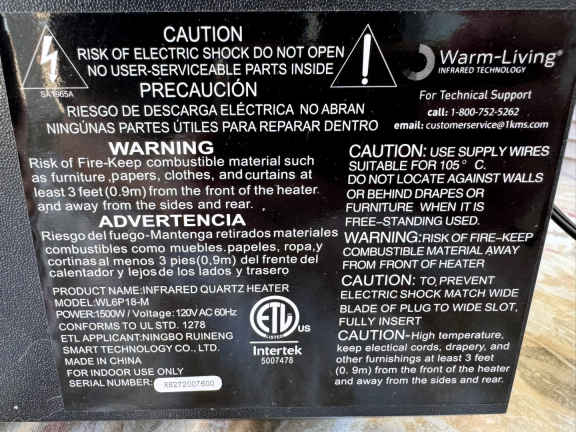 CAUTION
RISK OF ELECTRIC SHOCK DO NOT OPEN
NO USER-SERVICEABLE PARTS INSIDE
SA1965A
PRECAUCIÓN
RIESGO DE DESCARGA ELÉCTRICA NO ABRAN
NINGÚNAS PARTES ÚTILES PARA REPARAR DENTRO
WARNING
Risk of Fire-Keep combustible material such
as furniture,papers, clothes, and curtains at
least 3 feet(0.9m)from the front of the heater
and away from the sides and rear.
ADVERTENCIA
Riesgo del fuego-Mantenga retirados materiales
combustibles como muebles.papeles, ropa,y
cortinas al menos 3 pies(0,9m) del frente del
calentador y lejos de los lados y trasero
PRODUCT NAME:INFRARED QUARTZ HEATER
MODEL:WL6P18-M
POWER:1500W / Voltage:120V AC 60Hz
CONFORMS TO UL STD. 1278
ETL APPLICANT:NINGBO RUINENG
SMART TECHNOLOGY CO., LTD.
MADE IN CHINA
FOR INDOOR USE ONLY
SERIAL NUMBER:
ETL
LISTED
US
Intertek
5007478
Warm-Living®
INFRARED TECHNOLOGY
For Technical Support
call: 1-800-752-5262
email: customerservice@1kms.com
CAUTION: USE SUPPLY WIRES
SUITABLE FOR 105° C.
DO NOT LOCATE AGAINST WALLS
OR BEHIND DRAPES OR
FURNITURE WHEN IT IS
FREE-STANDING USED.
WARNING:RISK OF FIRE-KEEP
COMBUSTIBLE MATERIAL AWAY
FROM FRONT OF HEATER
CAUTION: TO, PREVENT
ELECTRIC SHOCK MATCH WIDE
BLADE OF PLUG TO WIDE SLOT,
FULLY INSERT
CAUTION-High temperature,
keep electrical cords, drapery, and
other furnishings at least 3 feet
(0. 9m) from the front of the heater
and away from the sides and rear.